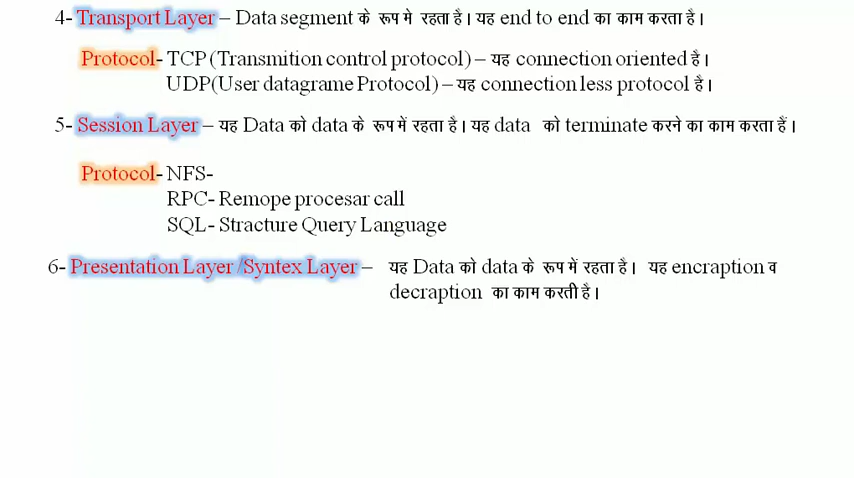 4- Transport Layer – Data segment के रूप मे रहता है। यह end to end का काम करता है।
Protocol- TCP (Transmition control protocol) – यह connection oriented है।
UDP(User datagrame Protocol) – यह connection less protocol है।
5- Session Layer – यह Data को data के रूप में रहता है। यह data को terminate करने का काम करता हैं।
Protocol- NFS-
RPC- Remope procesar call
SQL- Stracture Query Language
6- Presentation Layer /Syntex Layer – यह Data को data के रूप में रहता है। यह encraption व
decraption का काम करती है।